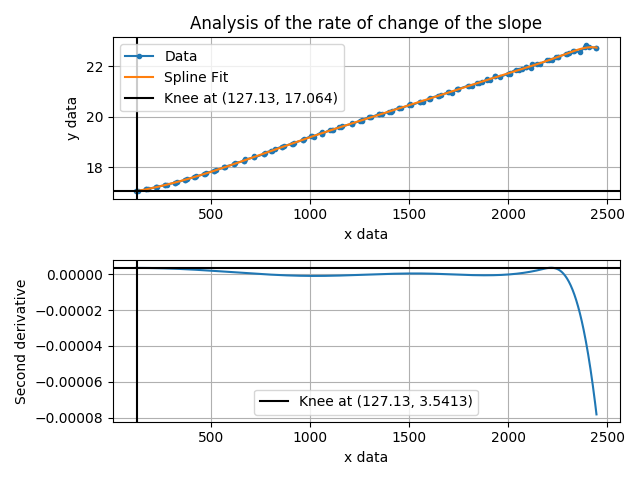 Analysis of the rate of change of the slope
Data
Spline Fit
Knee at (127.13, 17.064)
22
20
18
y data
500 1000 1500 2000 2500
x data
0.00000
−0.00002
−0.00004
−0.00006
−0.00008
Second derivative
Knee at (127.13, 3.5413)
500 1000 1500 2000 2500
x data